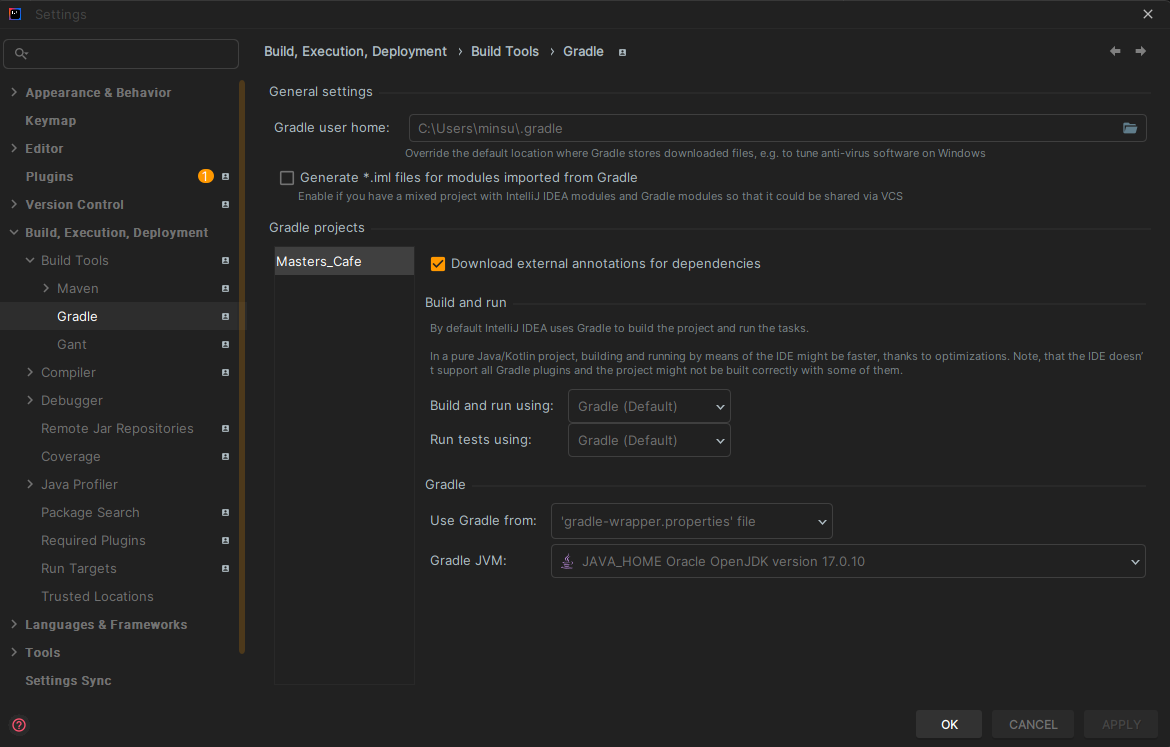 Settings
Build, Execution, Deployment › Build Tools › Gradle
Appearance & Behavior
Keymap
Editor
Plugins 1
Version Control
Build, Execution, Deployment
Build Tools
Maven
Gradle
Gant
Compiler
Debugger
Remote Jar Repositories
Coverage
Java Profiler
Package Search
Required Plugins
Run Targets
Trusted Locations
Languages & Frameworks
Tools
Settings Sync
General settings
Gradle user home: C:\Users\minsu\.gradle
Override the default location where Gradle stores downloaded files, e.g. to tune anti-virus software on Windows
Generate *.iml files for modules imported from Gradle
Enable if you have a mixed project with IntelliJ IDEA modules and Gradle modules so that it could be shared via VCS
Gradle projects
Masters_Cafe
Download external annotations for dependencies
Build and run
By default IntelliJ IDEA uses Gradle to build the project and run the tasks.
In a pure Java/Kotlin project, building and running by means of the IDE might be faster, thanks to optimizations. Note, that the IDE doesn'
t support all Gradle plugins and the project might not be built correctly with some of them.
Build and run using: Gradle (Default)
Run tests using: Gradle (Default)
Gradle
Use Gradle from: 'gradle-wrapper.properties' file
Gradle JVM: JAVA_HOME Oracle OpenJDK version 17.0.10
?
OK CANCEL APPLY